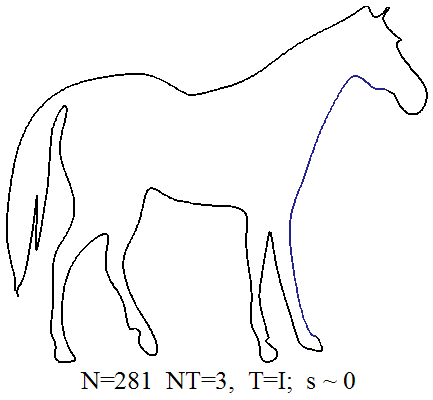 N=281 NT=3, T=I; s ~ 0